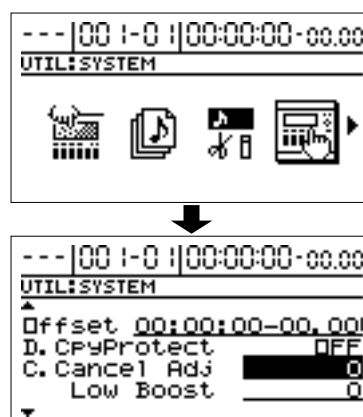 ---|001-01|00:00:00-00.00
UTIL:SYSTEM
---|001-01|00:00:00-00.00
UTIL:SYSTEM
Offset 00:00:00-00.00
D.CpyProtect OFF
C.Cancel Adj 0
Low Boost 0